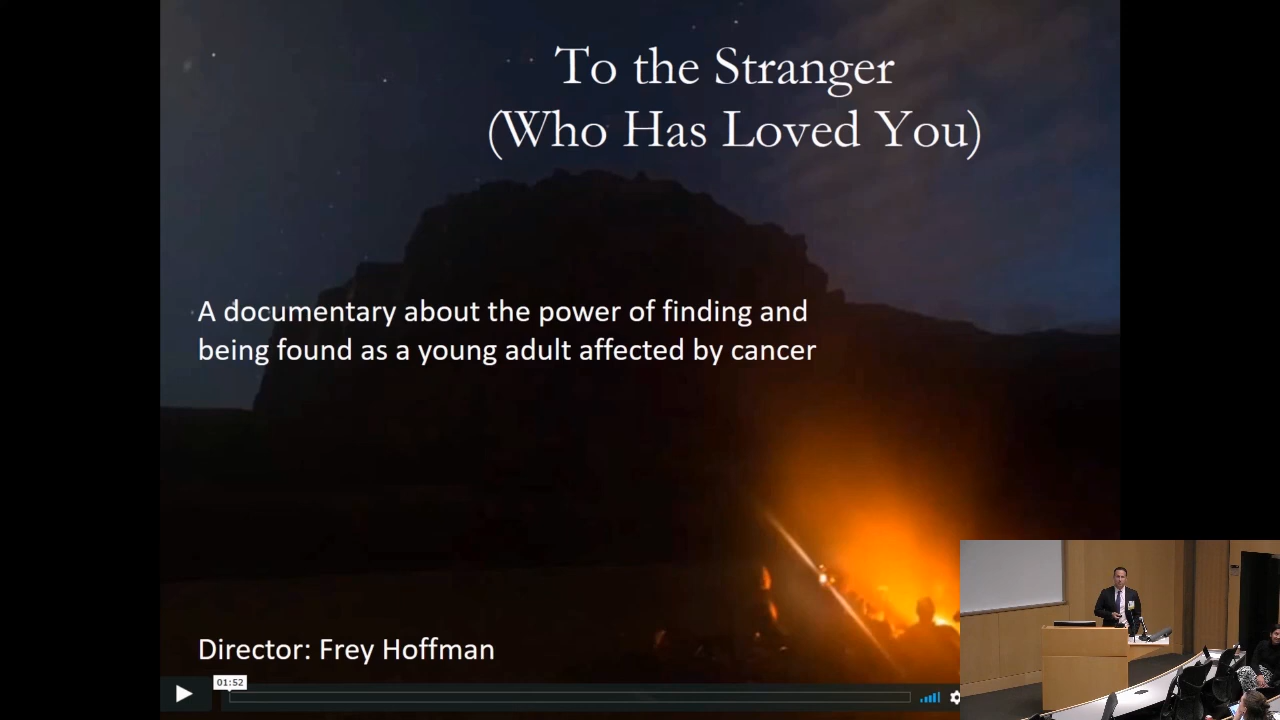 To the Stranger
(Who Has Loved You)
A documentary about the power of finding and
being found as a young adult affected by cancer
Director: Frey Hoffman
01:52